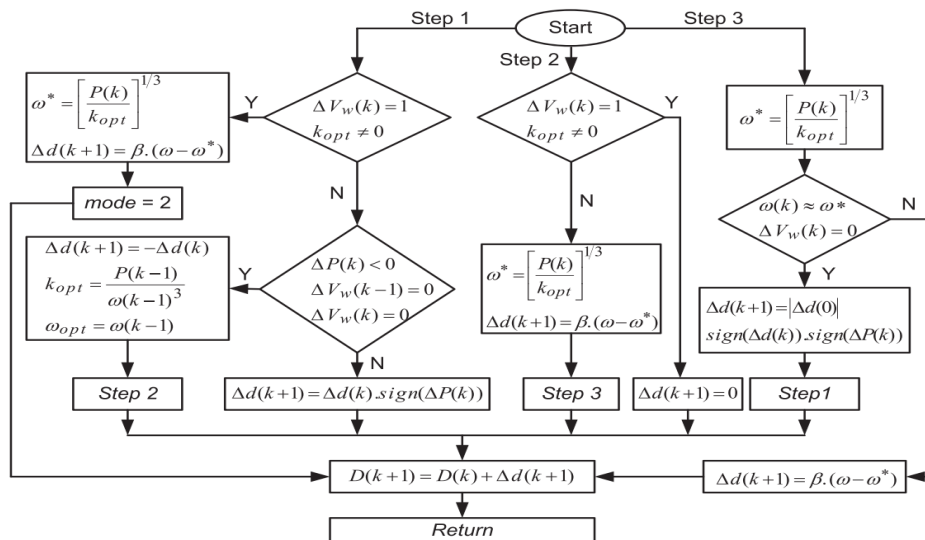 Start
Step 1
Step 2
Step 3
ΔV_w(k)=1
k_opt≠0
Y
N
ω* = [P(k)/k_opt]^1/3
Δd(k+1)=β.(ω−ω*)
mode = 2
ΔP(k)<0
ΔV_w(k−1)=0
ΔV_w(k)=0
Y
N
Δd(k+1)=−Δd(k)
k_opt = P(k−1)/ω(k−1)^3
ω_opt=ω(k−1)
Step 2
Δd(k+1)=Δd(k).sign(ΔP(k))
ΔV_w(k)=1
k_opt≠0
Y
N
ω* = [P(k)/k_opt]^1/3
Δd(k+1)=β.(ω−ω*)
Step 3
Δd(k+1)=0
ω* = [P(k)/k_opt]^1/3
ω(k)≈ω*
ΔV_w(k)=0
N
Y
Δd(k+1)=|Δd(0)|
sign(Δd(k)).sign(ΔP(k))
Step1
D(k+1)=D(k)+Δd(k+1)
Δd(k+1)=β.(ω−ω*)
Return